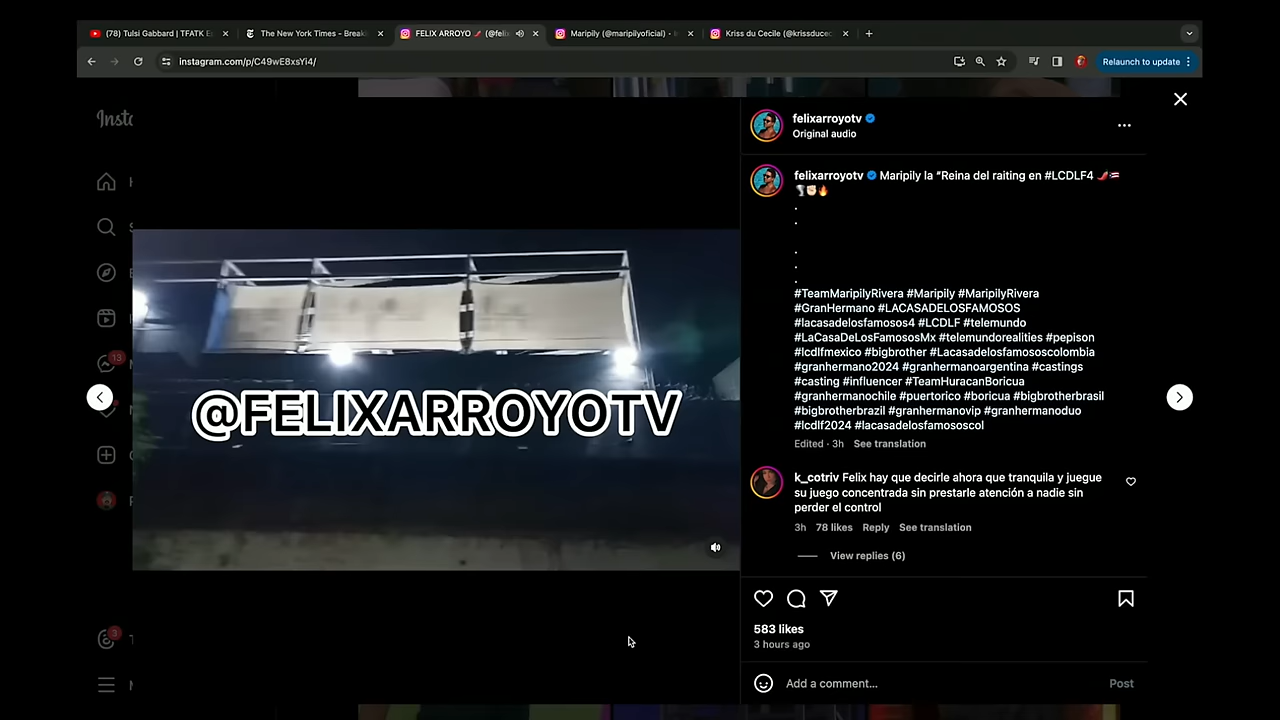 (78) Tulsi Gabbard | TFATK E
The New York Times - Break
FELIX ARROYO
Maripily (@maripilyoficial) -
Kriss du Cecile (@krissdučec
instagram.com/p/C49wE8xsYi4/
Relaunch to update
felixarroyotv
Original audio
felixarroyotv Maripily la "Reina del raiting en #LCDLF4 👠🇵🇷
🌪️✊🏻🔥
.
.
.
.
.
#TeamMaripilyRivera #Maripily #MaripilyRivera
#GranHermano #LACASADELOSFAMOSOS
#lacasadelosfamosos4 #LCDLF #telemundo
#LaCasaDeLosFamososMx #telemundorealities #pepison
#lcdlfmexico #bigbrother #Lacasadelosfamososcolombia
#granhermano2024 #granhermanoargentina #castings
#casting #influencer #TeamHuracanBoricua
#granhermanochile #puertorico #boricua #bigbrotherbrasil
#bigbrotherbrazil #granhermanovip #granhermanoduo
#lcdlf2024 #lacasadelosfamososcol
Edited · 3h See translation
k_cotriv Felix hay que decirle ahora que tranquila y juegue
su juego concentrada sin prestarle atención a nadie sin
perder el control
3h 78 likes Reply See translation
View replies (6)
583 likes
3 hours ago
Add a comment...
Post
Insta
13
3
@FELIXARROYOTV